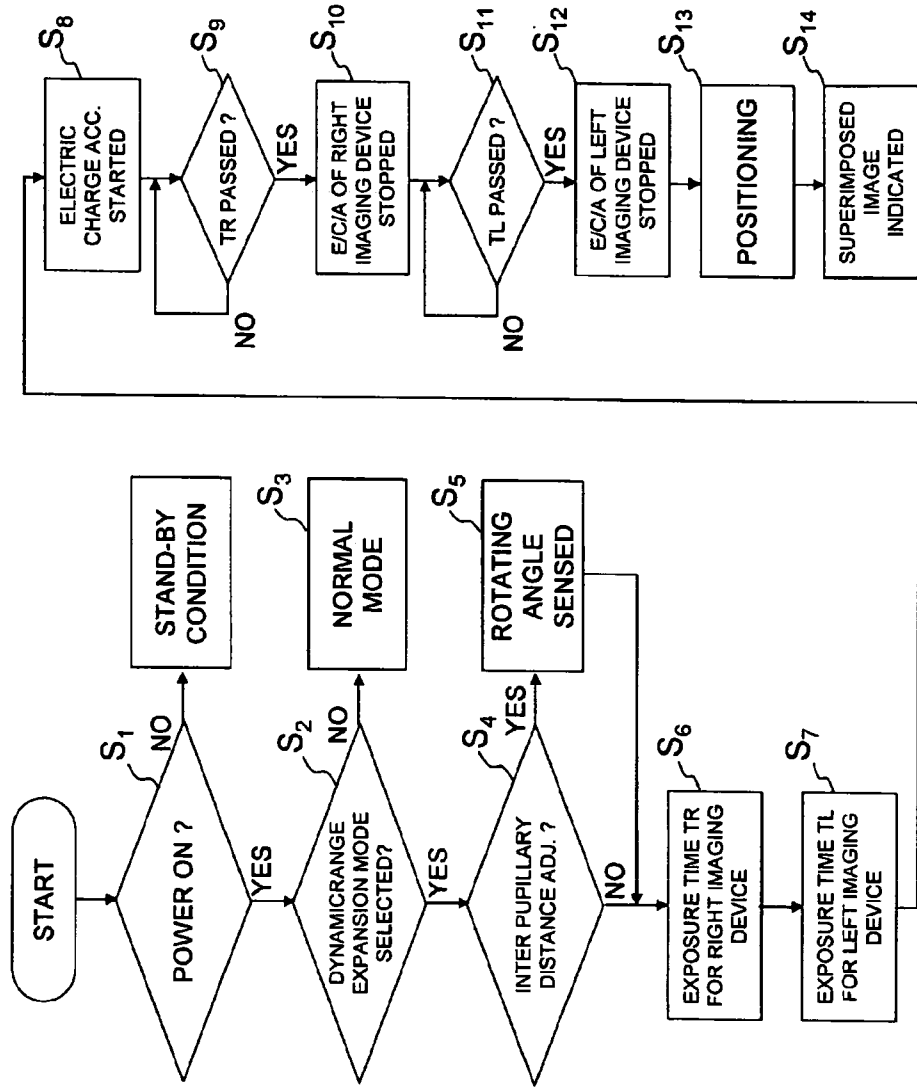 START
POWER ON ?
S1
NO
STAND-BY
CONDITION
YES
DYNAMICRANGE
EXPANSION MODE
SELECTED?
S2
NO
NORMAL
MODE
S3
YES
INTER PUPILLARY
DISTANCE ADJ. ?
S4
YES
ROTATING
ANGLE
SENSED
S5
NO
EXPOSURE TIME TR
FOR RIGHT IMAGING
DEVICE
S6
EXPOSURE TIME TL
FOR LEFT IMAGING
DEVICE
S7
ELECTRIC
CHARGE ACC.
STARTED
S8
TR PASSED ?
S9
NO
YES
E/C/A OF RIGHT
IMAGING DEVICE
STOPPED
S10
TL PASSED ?
S11
NO
YES
E/C/A OF LEFT
IMAGING DEVICE
STOPPED
S12
POSITIONING
S13
SUPERIMPOSED
IMAGE
INDICATED
S14